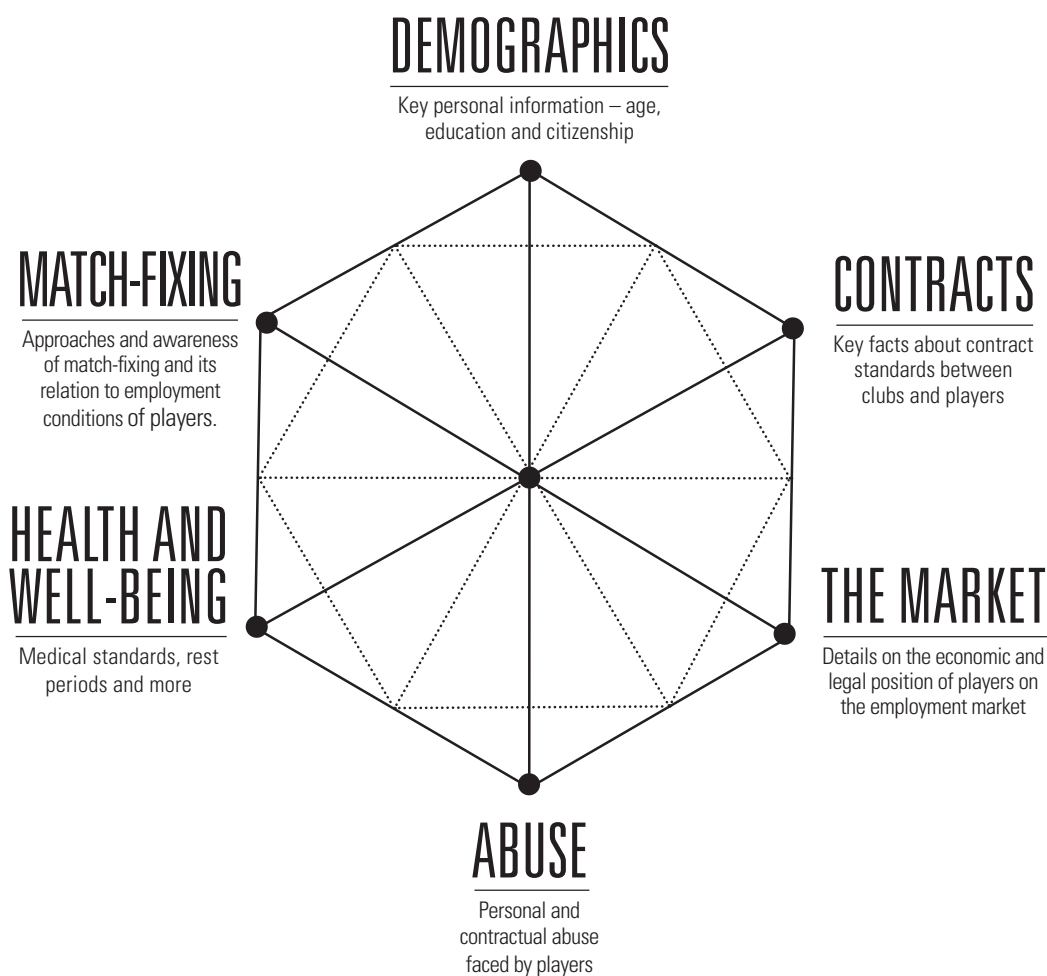 DEMOGRAPHICS
Key personal information – age,
education and citizenship
MATCH-FIXING
Approaches and awareness
of match-fixing and its
relation to employment
conditions of players.
CONTRACTS
Key facts about contract
standards between
clubs and players
HEALTH AND
WELL-BEING
Medical standards, rest
periods and more
THE MARKET
Details on the economic and
legal position of players on
the employment market
ABUSE
Personal and
contractual abuse
faced by players